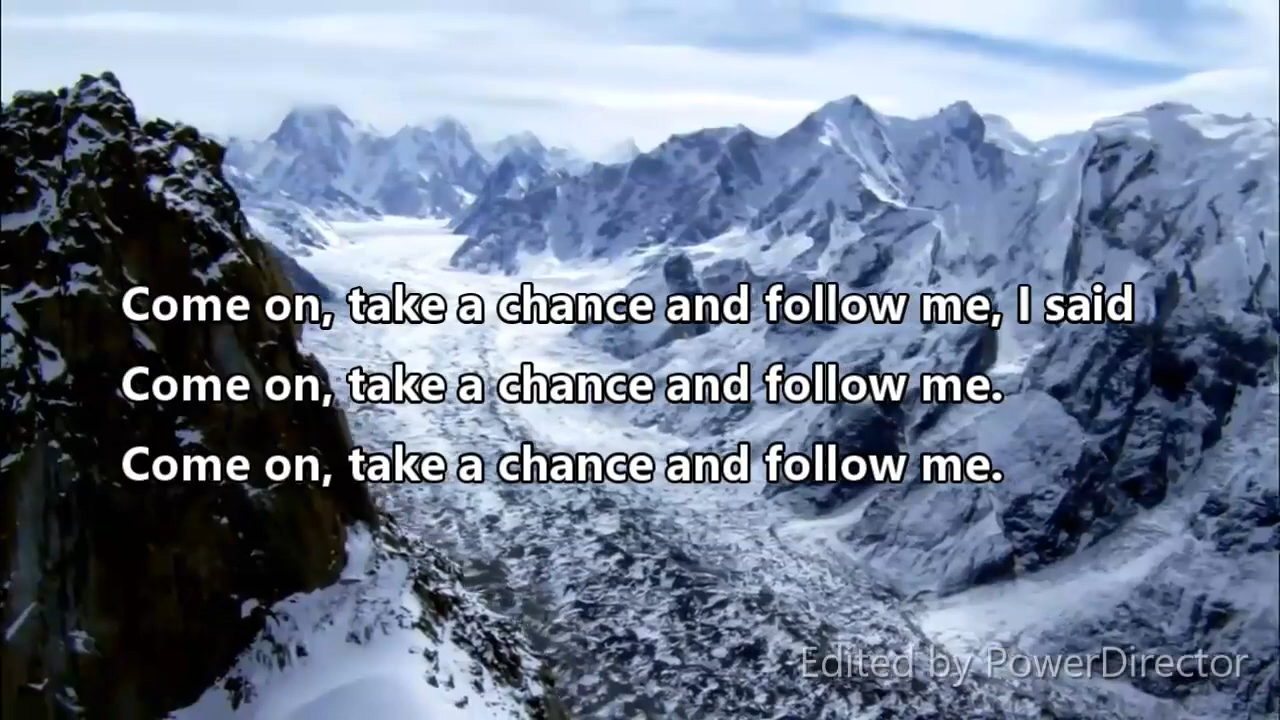 Come on, take a chance and follow me, I said
Come on, take a chance and follow me.
Come on, take a chance and follow me.
Edited by PowerDirector